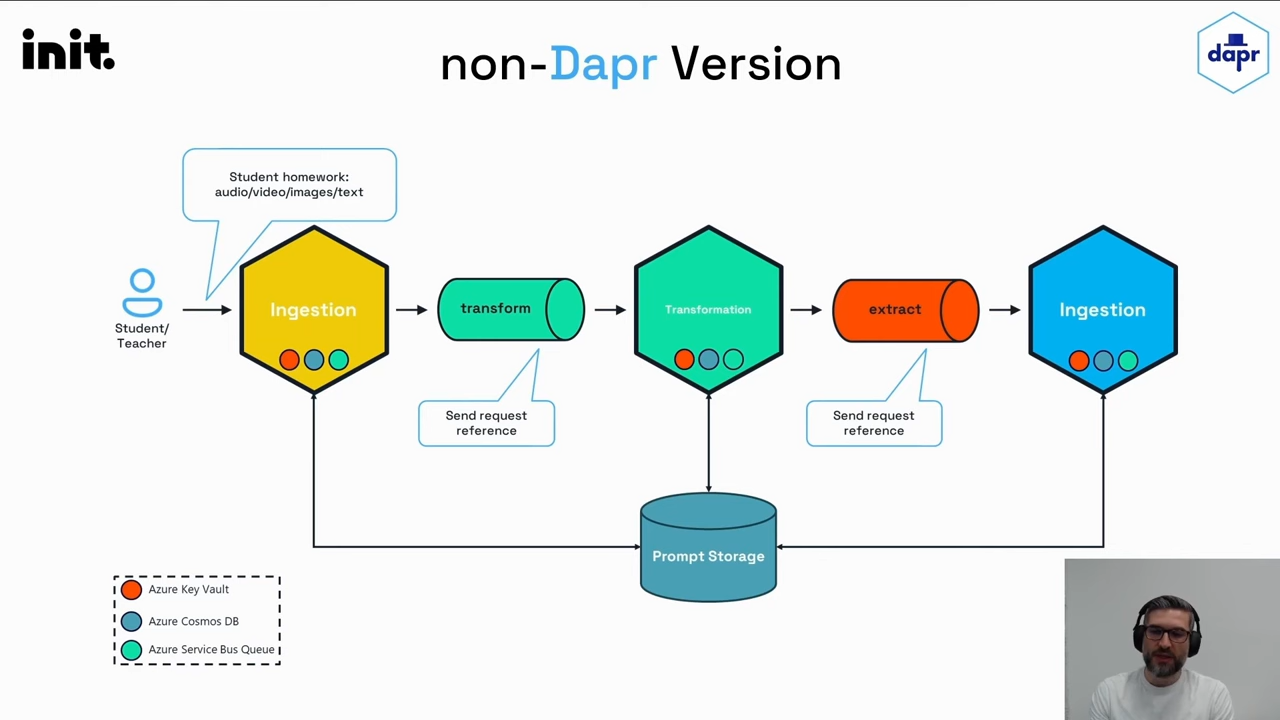 init.
non-Dapr Version
dapr
Student homework:
audio/video/images/text
Student/
Teacher
Ingestion
transform
Transformation
extract
Ingestion
Send request
reference
Send request
reference
Prompt Storage
Azure Key Vault
Azure Cosmos DB
Azure Service Bus Queue